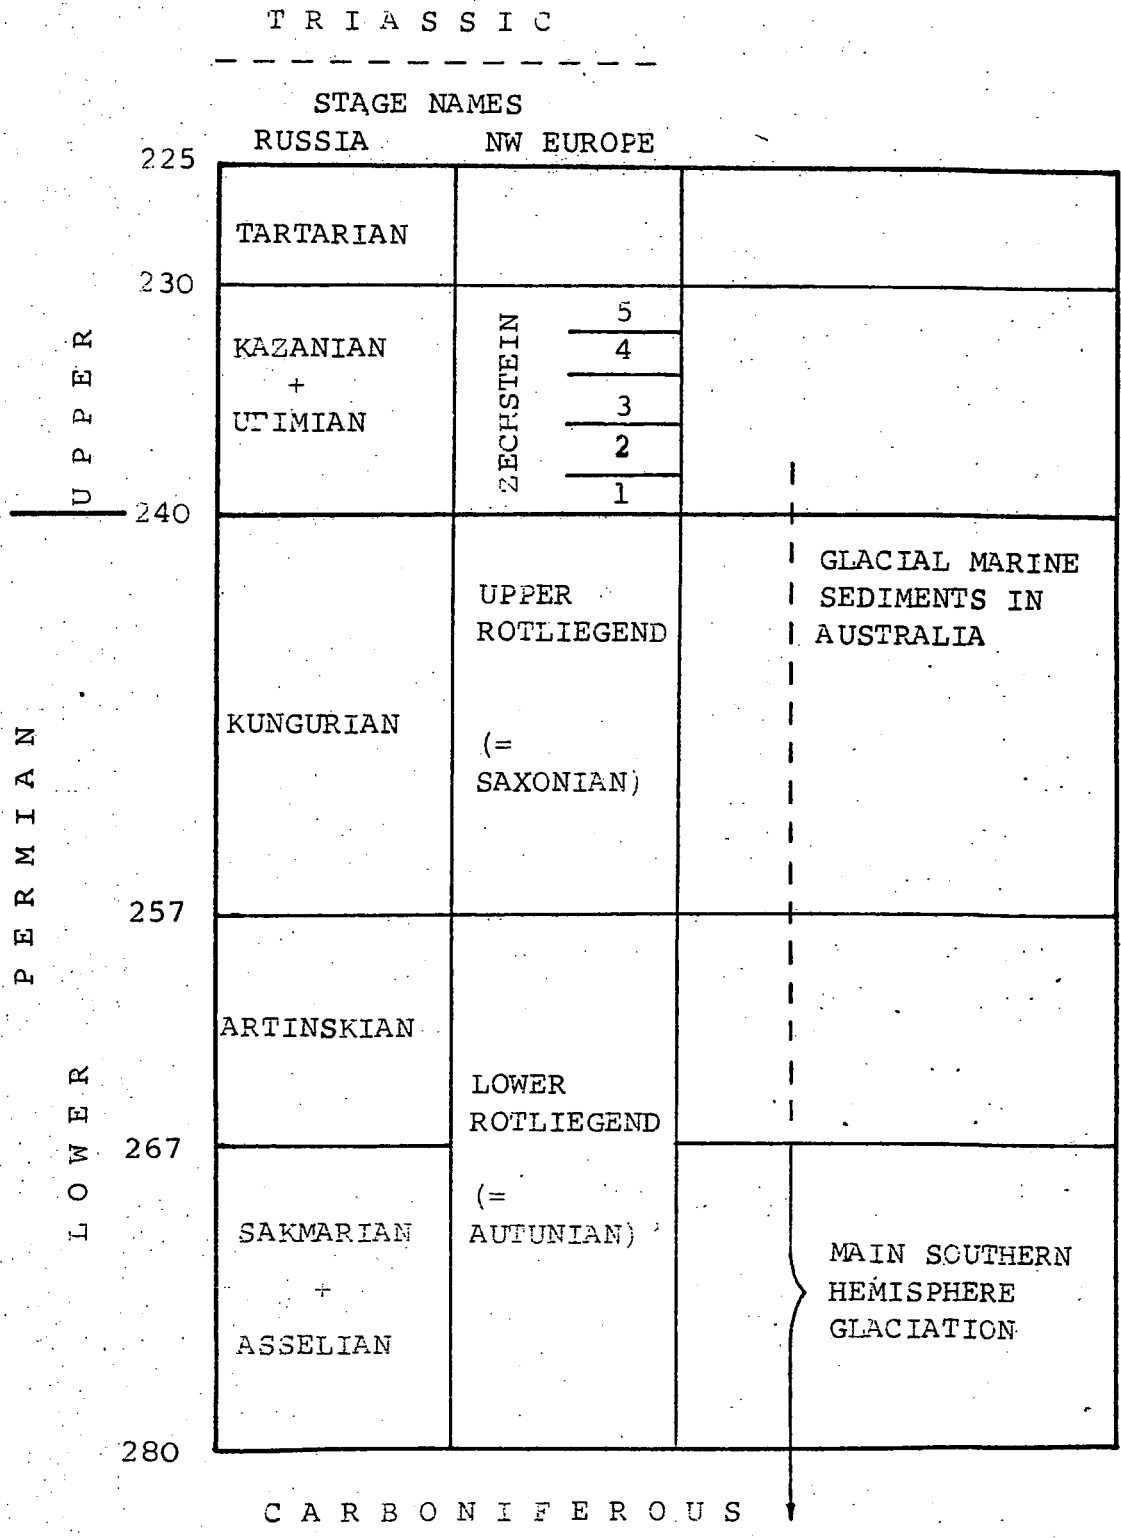 TRIASSIC
STAGE NAMES
RUSSIA NW EUROPE
225
TARTARIAN
230
UPPER
KAZANIAN
+
ZECHSTEIN
5
4
3
2
1
240
GLACIAL MARINE
SEDIMENTS IN
AUSTRALIA
UPPER
ROTLIEGEND
KUNGURIAN
(=
SAXONIAN)
PERMIAN
257
ARTINSKIAN
LOWER
LOWER
ROTLIEGEND
267
(=
AUTUNIAN)
SAKMARIAN
+
ASSELIAN
MAIN SOUTHERN
HEMISPHERE
GLACIATION
280
CARBONIFEROUS